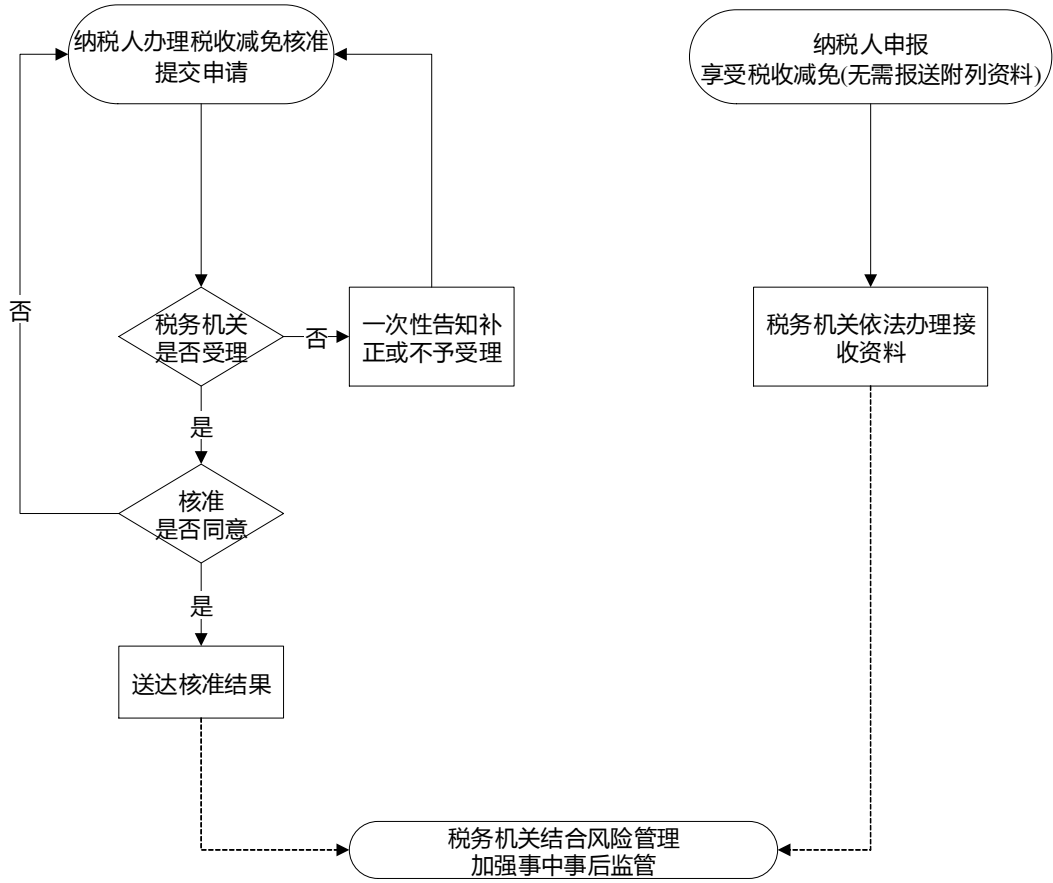 纳税人办理税收减免核准
提交申请
纳税人申报
享受税收减免(无需报送附列资料)
否
税务机关
是否受理
否
一次性告知补
正或不予受理
税务机关依法办理接
收资料
是
核准
是否同意
是
送达核准结果
税务机关结合风险管理
加强事中事后监管